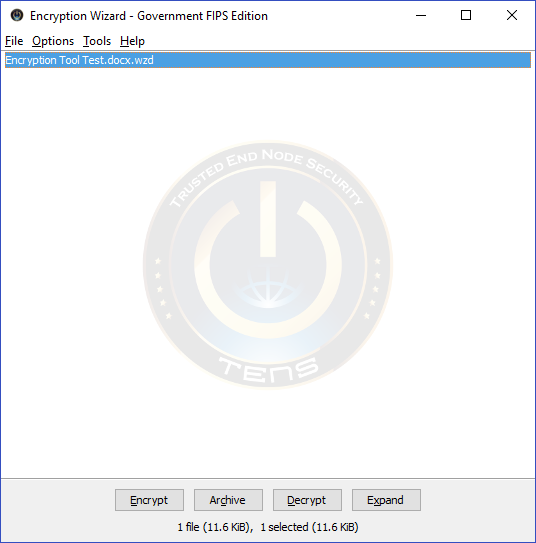 Encryption Wizard - Government FIPS Edition
File Options Tools Help
Encryption Tool Test.docx.wzd
TRUSTED END NODE SECURITY
TENS
Encrypt Archive Decrypt Expand
1 file (11.6 KiB), 1 selected (11.6 KiB)